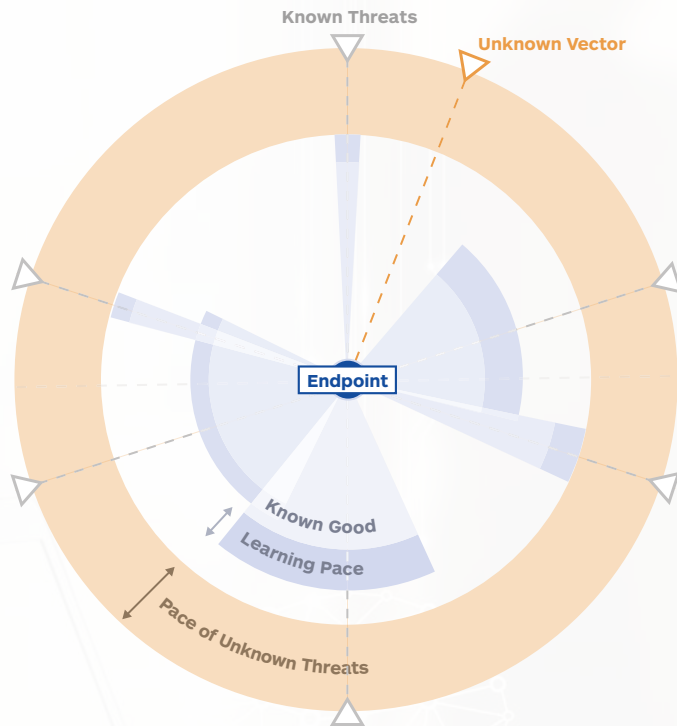 Known Threats
Unknown Vector
Endpoint
Known Good
Learning Pace
Pace of Unknown Threats